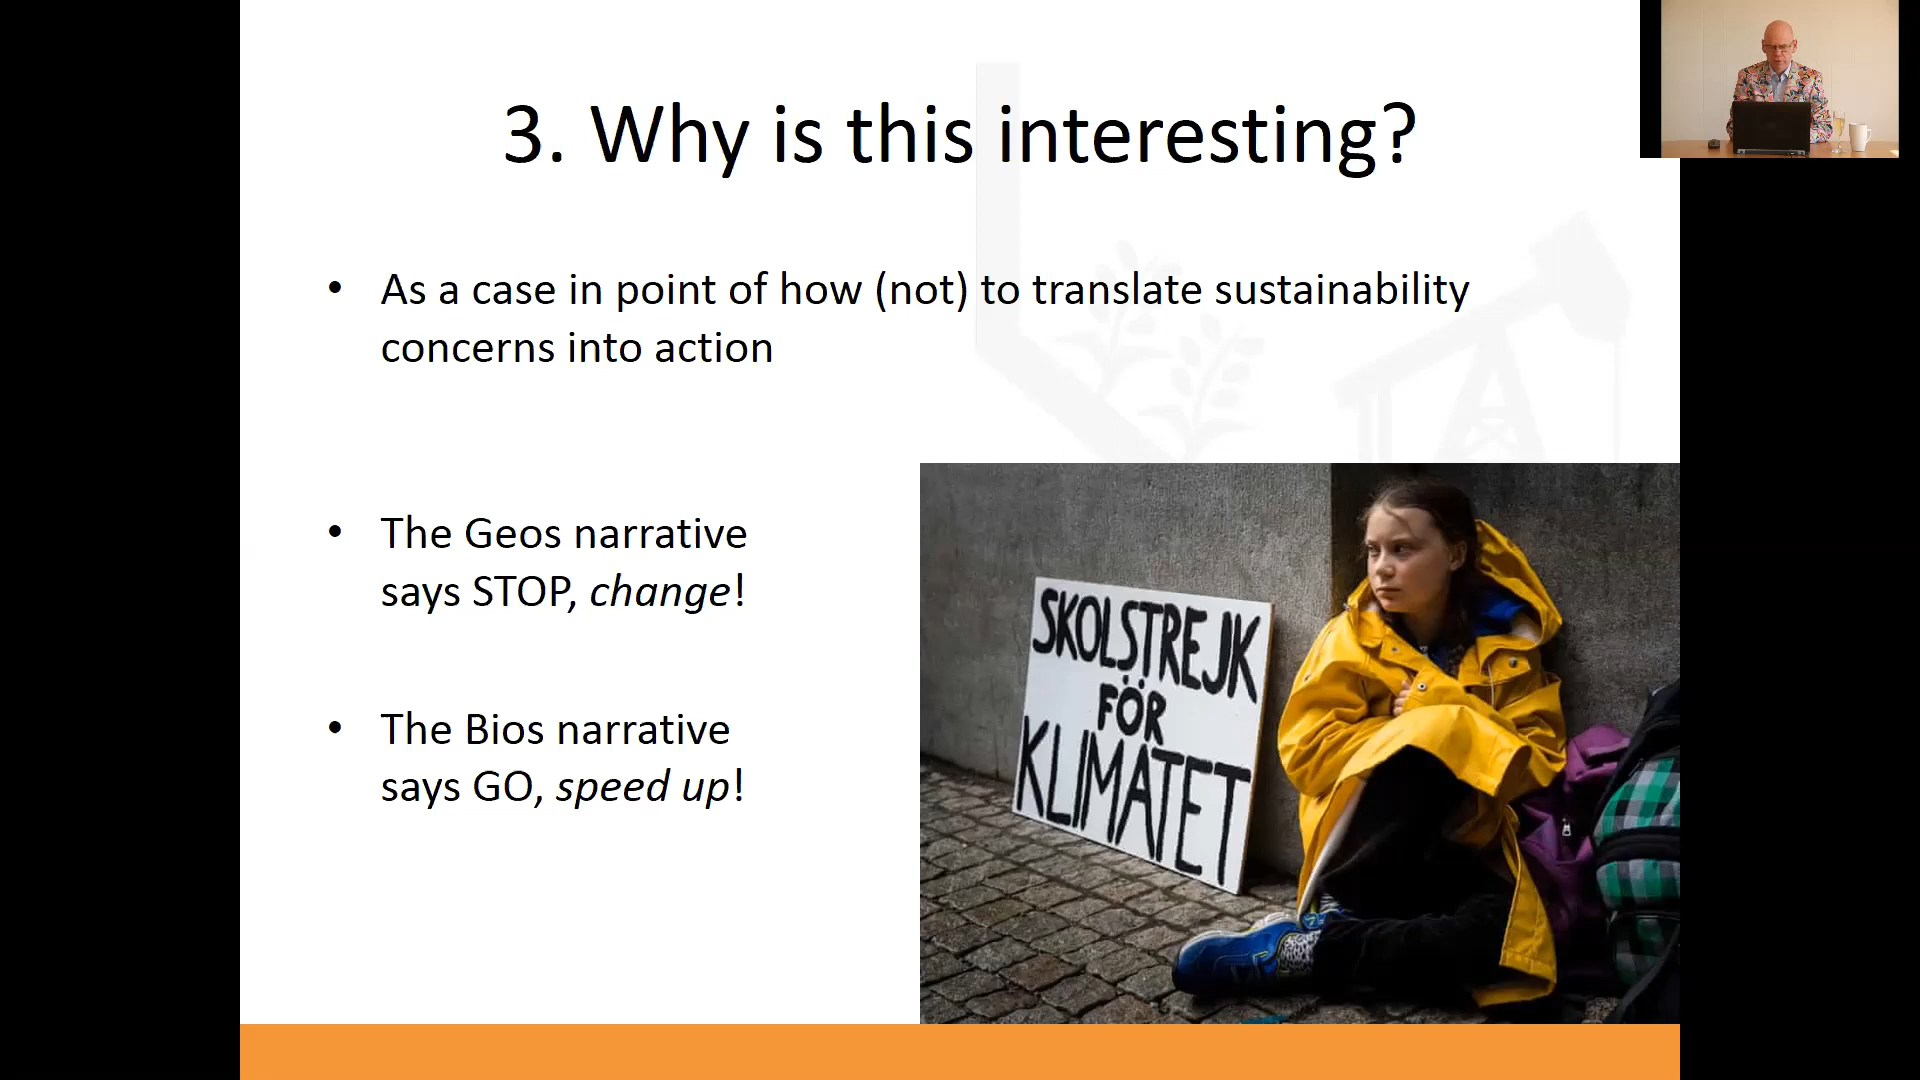 3. Why is this interesting?
• As a case in point of how (not) to translate sustainability
concerns into action
• The Geos narrative
says STOP, change!
• The Bios narrative
says GO, speed up!
SKOLSTREJK
FÖR
KLIMATET